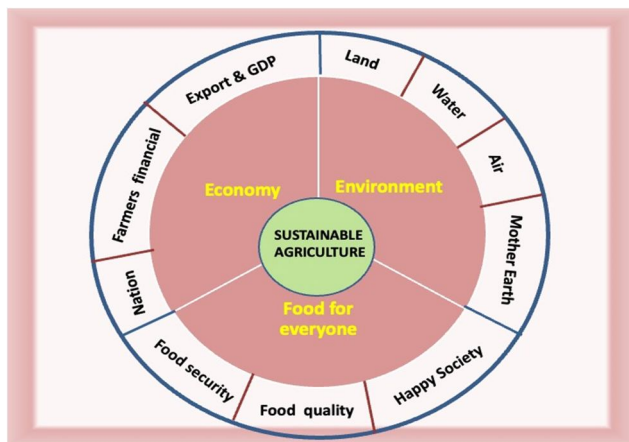 Export & GDP
Land
Water
Air
Mother Earth
Happy Society
Food quality
Food security
Nation
Farmers financial
Economy
Environment
SUSTAINABLE
AGRICULTURE
Food for
everyone